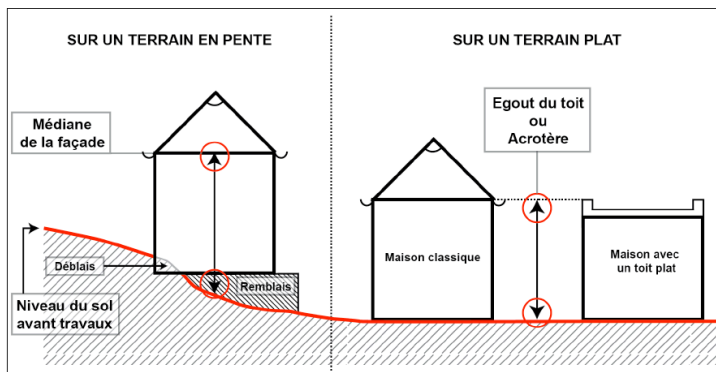 SUR UN TERRAIN EN PENTE
SUR UN TERRAIN PLAT
Médiane
de la façade
Egout du toit
ou
Acrotère
Déblais
Remblais
Niveau du sol
avant travaux
Maison classique
Maison avec
un toit plat